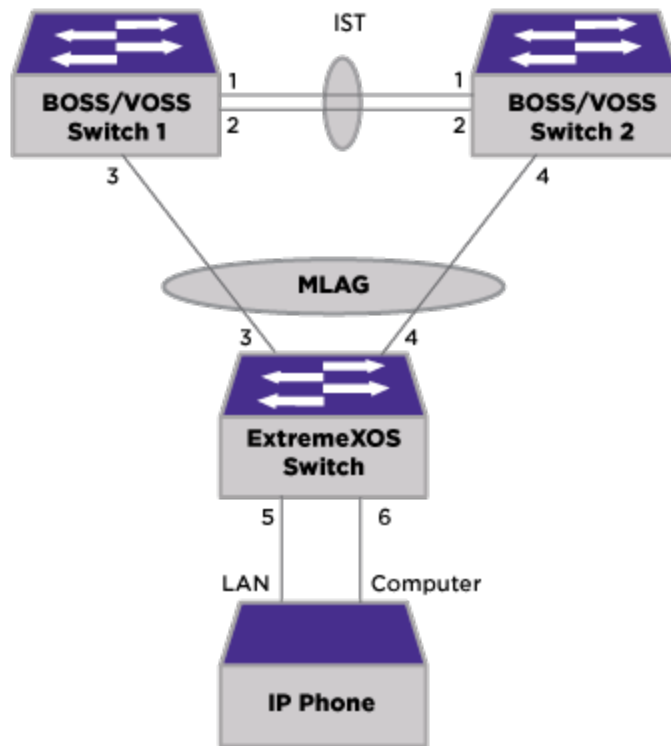 IST
BOSS/VOSS
Switch 1
1
2
1
2
BOSS/VOSS
Switch 2
3
4
MLAG
3
4
ExtremeXOS
Switch
5
6
LAN
Computer
IP Phone